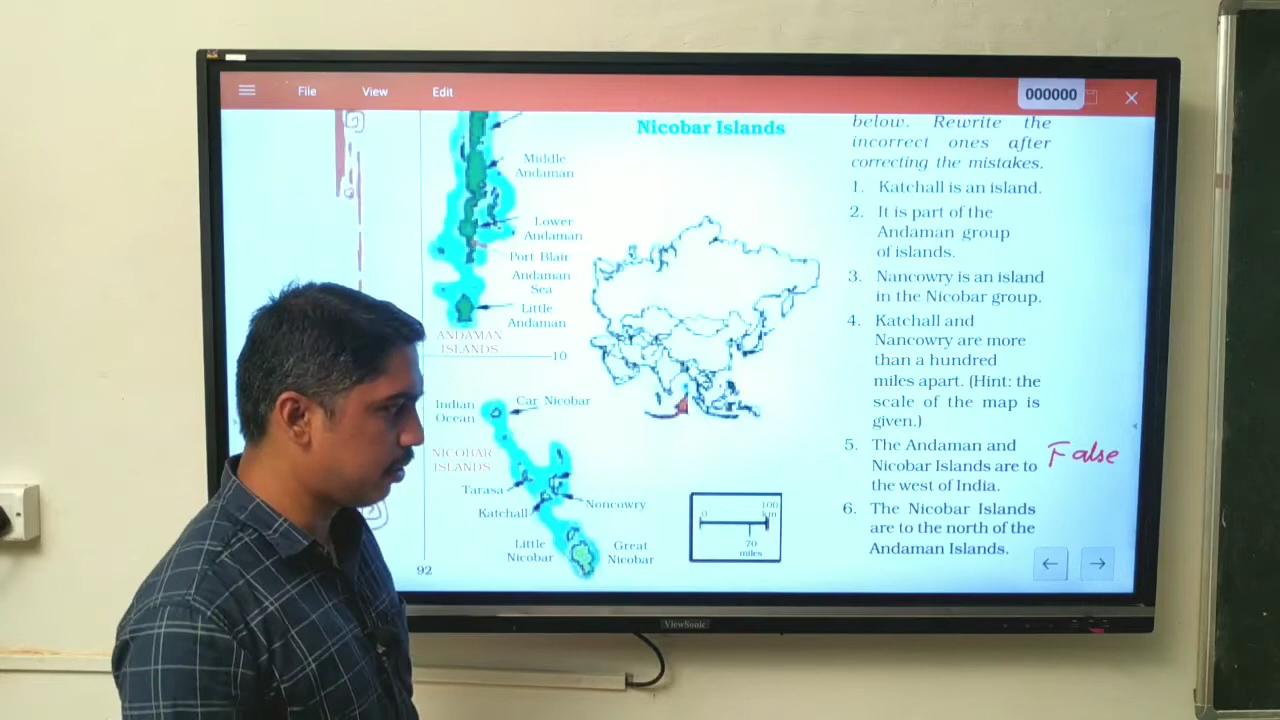 File View Edit
000000
Nicobar Islands
Middle
Andaman
Lower
Andaman
Port Blair
Andaman
Sea
Little
Andaman
ANDAMAN
ISLANDS
10
Indian
Ocean
Car Nicobar
NICOBAR
ISLANDS
Tarasa
Katchall
Noncowry
Little
Nicobar
Great
Nicobar
92
0
100
km
70
miles
below. Rewrite the
incorrect ones after
correcting the mistakes.
1. Katchall is an island.
2. It is part of the
Andaman group
of islands.
3. Nancowry is an island
in the Nicobar group.
4. Katchall and
Nancowry are more
than a hundred
miles apart. (Hint: the
scale of the map is
given.)
5. The Andaman and
Nicobar Islands are to
the west of India.
False
6. The Nicobar Islands
are to the north of the
Andaman Islands.
ViewSonic